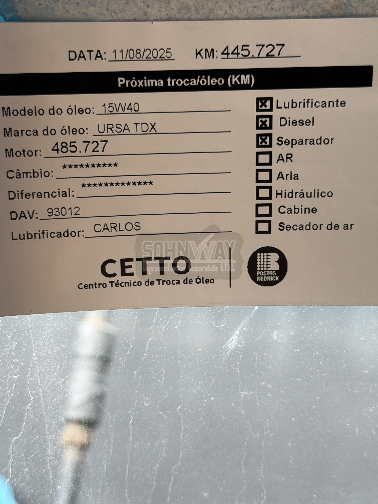 DATA: 11/08/2025 KM: 445.727
Próxima troca/óleo (KM)
Modelo do óleo: 15W40
Marca do óleo: URSA TDX
Motor: 485.727
Câmbio: **********
Diferencial: *************
DAV: 93012
Lubrificador: CARLOS
Lubrificante
Diesel
Separador
AR
Arla
Hidráulico
Cabine
Secador de ar
SOHNWAY
CETTO
Centro Técnico de Troca de Óleo
POSTOS